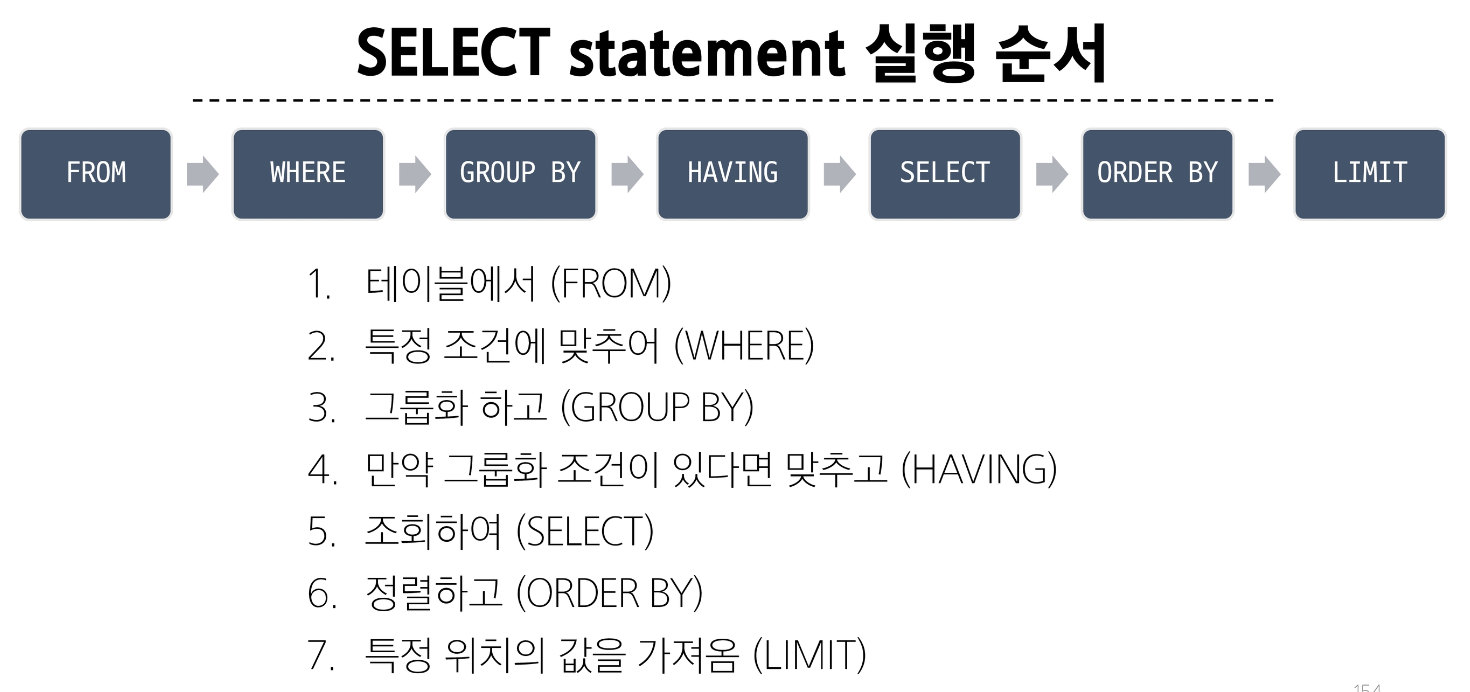 SELECT statement 실행 순서
FROM
WHERE
GROUP BY
HAVING
SELECT
ORDER BY
LIMIT
1. 테이블에서 (FROM)
2. 특정 조건에 맞추어 (WHERE)
3. 그룹화 하고 (GROUP BY)
4. 만약 그룹화 조건이 있다면 맞추고 (HAVING)
5. 조회하여 (SELECT)
6. 정렬하고 (ORDER BY)
7. 특정 위치의 값을 가져옴 (LIMIT)
154